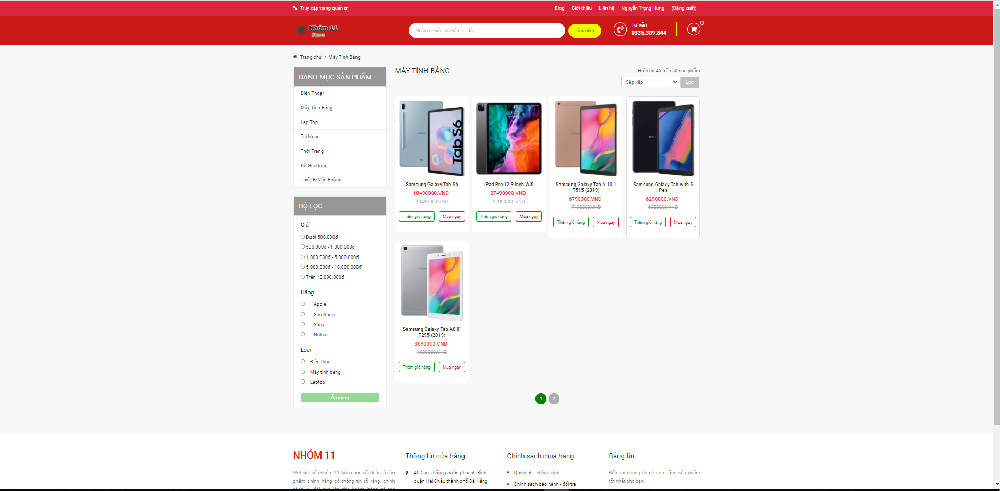 Truy cập trang quản trị
Blog
Giới thiệu
Liên hệ
Nguyễn Trọng Hưng
(Đăng xuất)
Nhóm 11
Store
Nhập từ khóa tìm kiếm tại đây!
Tìm kiếm
Tư vấn
0335.309.844
0
Trang chủ › Máy Tính Bảng
DANH MỤC SẢN PHẨM
Điện Thoại
Máy Tính Bảng
Lap Top
Tai Nghe
Thời Trang
Đồ Gia Dụng
Thiết Bị Văn Phòng
BỘ LỌC
Giá
Dưới 500.000đ
500.000đ - 1.000.000đ
1.000.000đ - 5.000.000đ
5.000.000đ - 10.000.000đ
Trên 10.000.000đ
Hãng
Apple
SamSung
Sony
Nokia
Loại
Điện thoại
Máy tính bảng
Laptop
Áp dụng
MÁY TÍNH BẢNG
Hiển thị 45 trên 50 sản phẩm
Sắp xếp
Lọc
Tab S6
Samsung Galaxy Tab S6
18490000.VND
19490000.VND
Thêm giỏ hàng
Mua ngay
9:41
iPad Pro 12.9 inch Wifi
27490000.VND
27990000.VND
Thêm giỏ hàng
Mua ngay
Samsung Galaxy Tab A 10.1
T515 (2019)
6790000.VND
7490000.VND
Thêm giỏ hàng
Mua ngay
Samsung Galaxy Tab with S
Pen
6290000.VND
6990000.VND
Thêm giỏ hàng
Mua ngay
Samsung Galaxy Tab A8 8"
T295 (2019)
3690000.VND
4000000.VND
Thêm giỏ hàng
Mua ngay
1
2
NHÓM 11
Website của nhóm 11 luôn cung cấp luôn là sản
phẩm chính hãng có thông tin rõ ràng, chính
Thông tin cửa hàng
40 Cao Thắng phường Thanh Bình
quận Hải Châu thành phố Đà Nẵng
Chính sách mua hàng
Quy định - chính sách
Chính sách bảo hành - đổi trả
Bảng tin
Đến với chúng tôi để có những sản phẩm
tốt nhất cho bạn